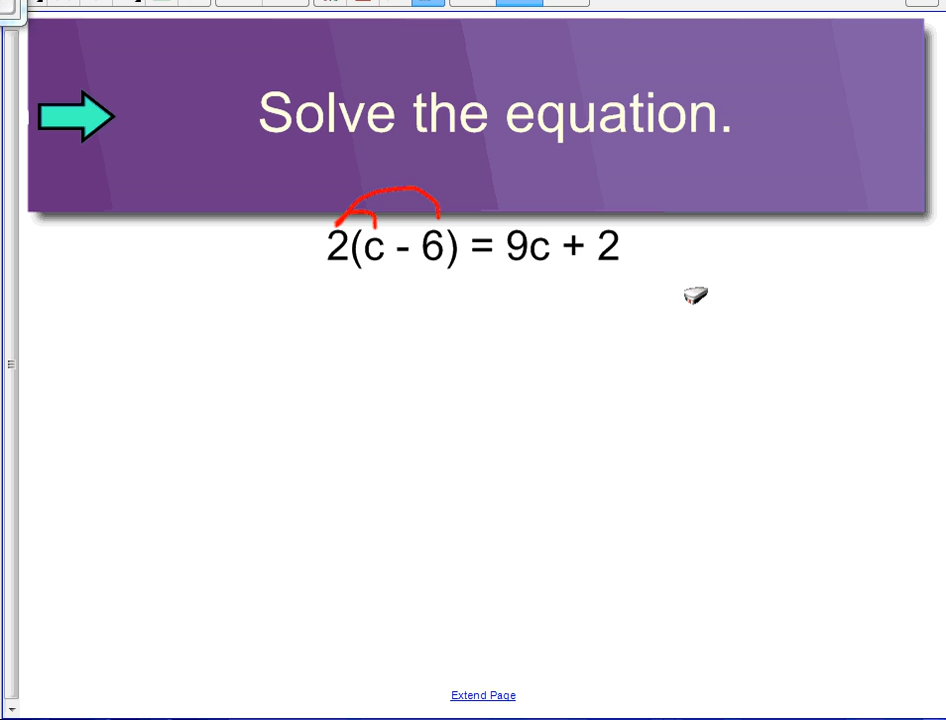 Solve the equation.
2(c - 6) = 9c + 2
Extend Page